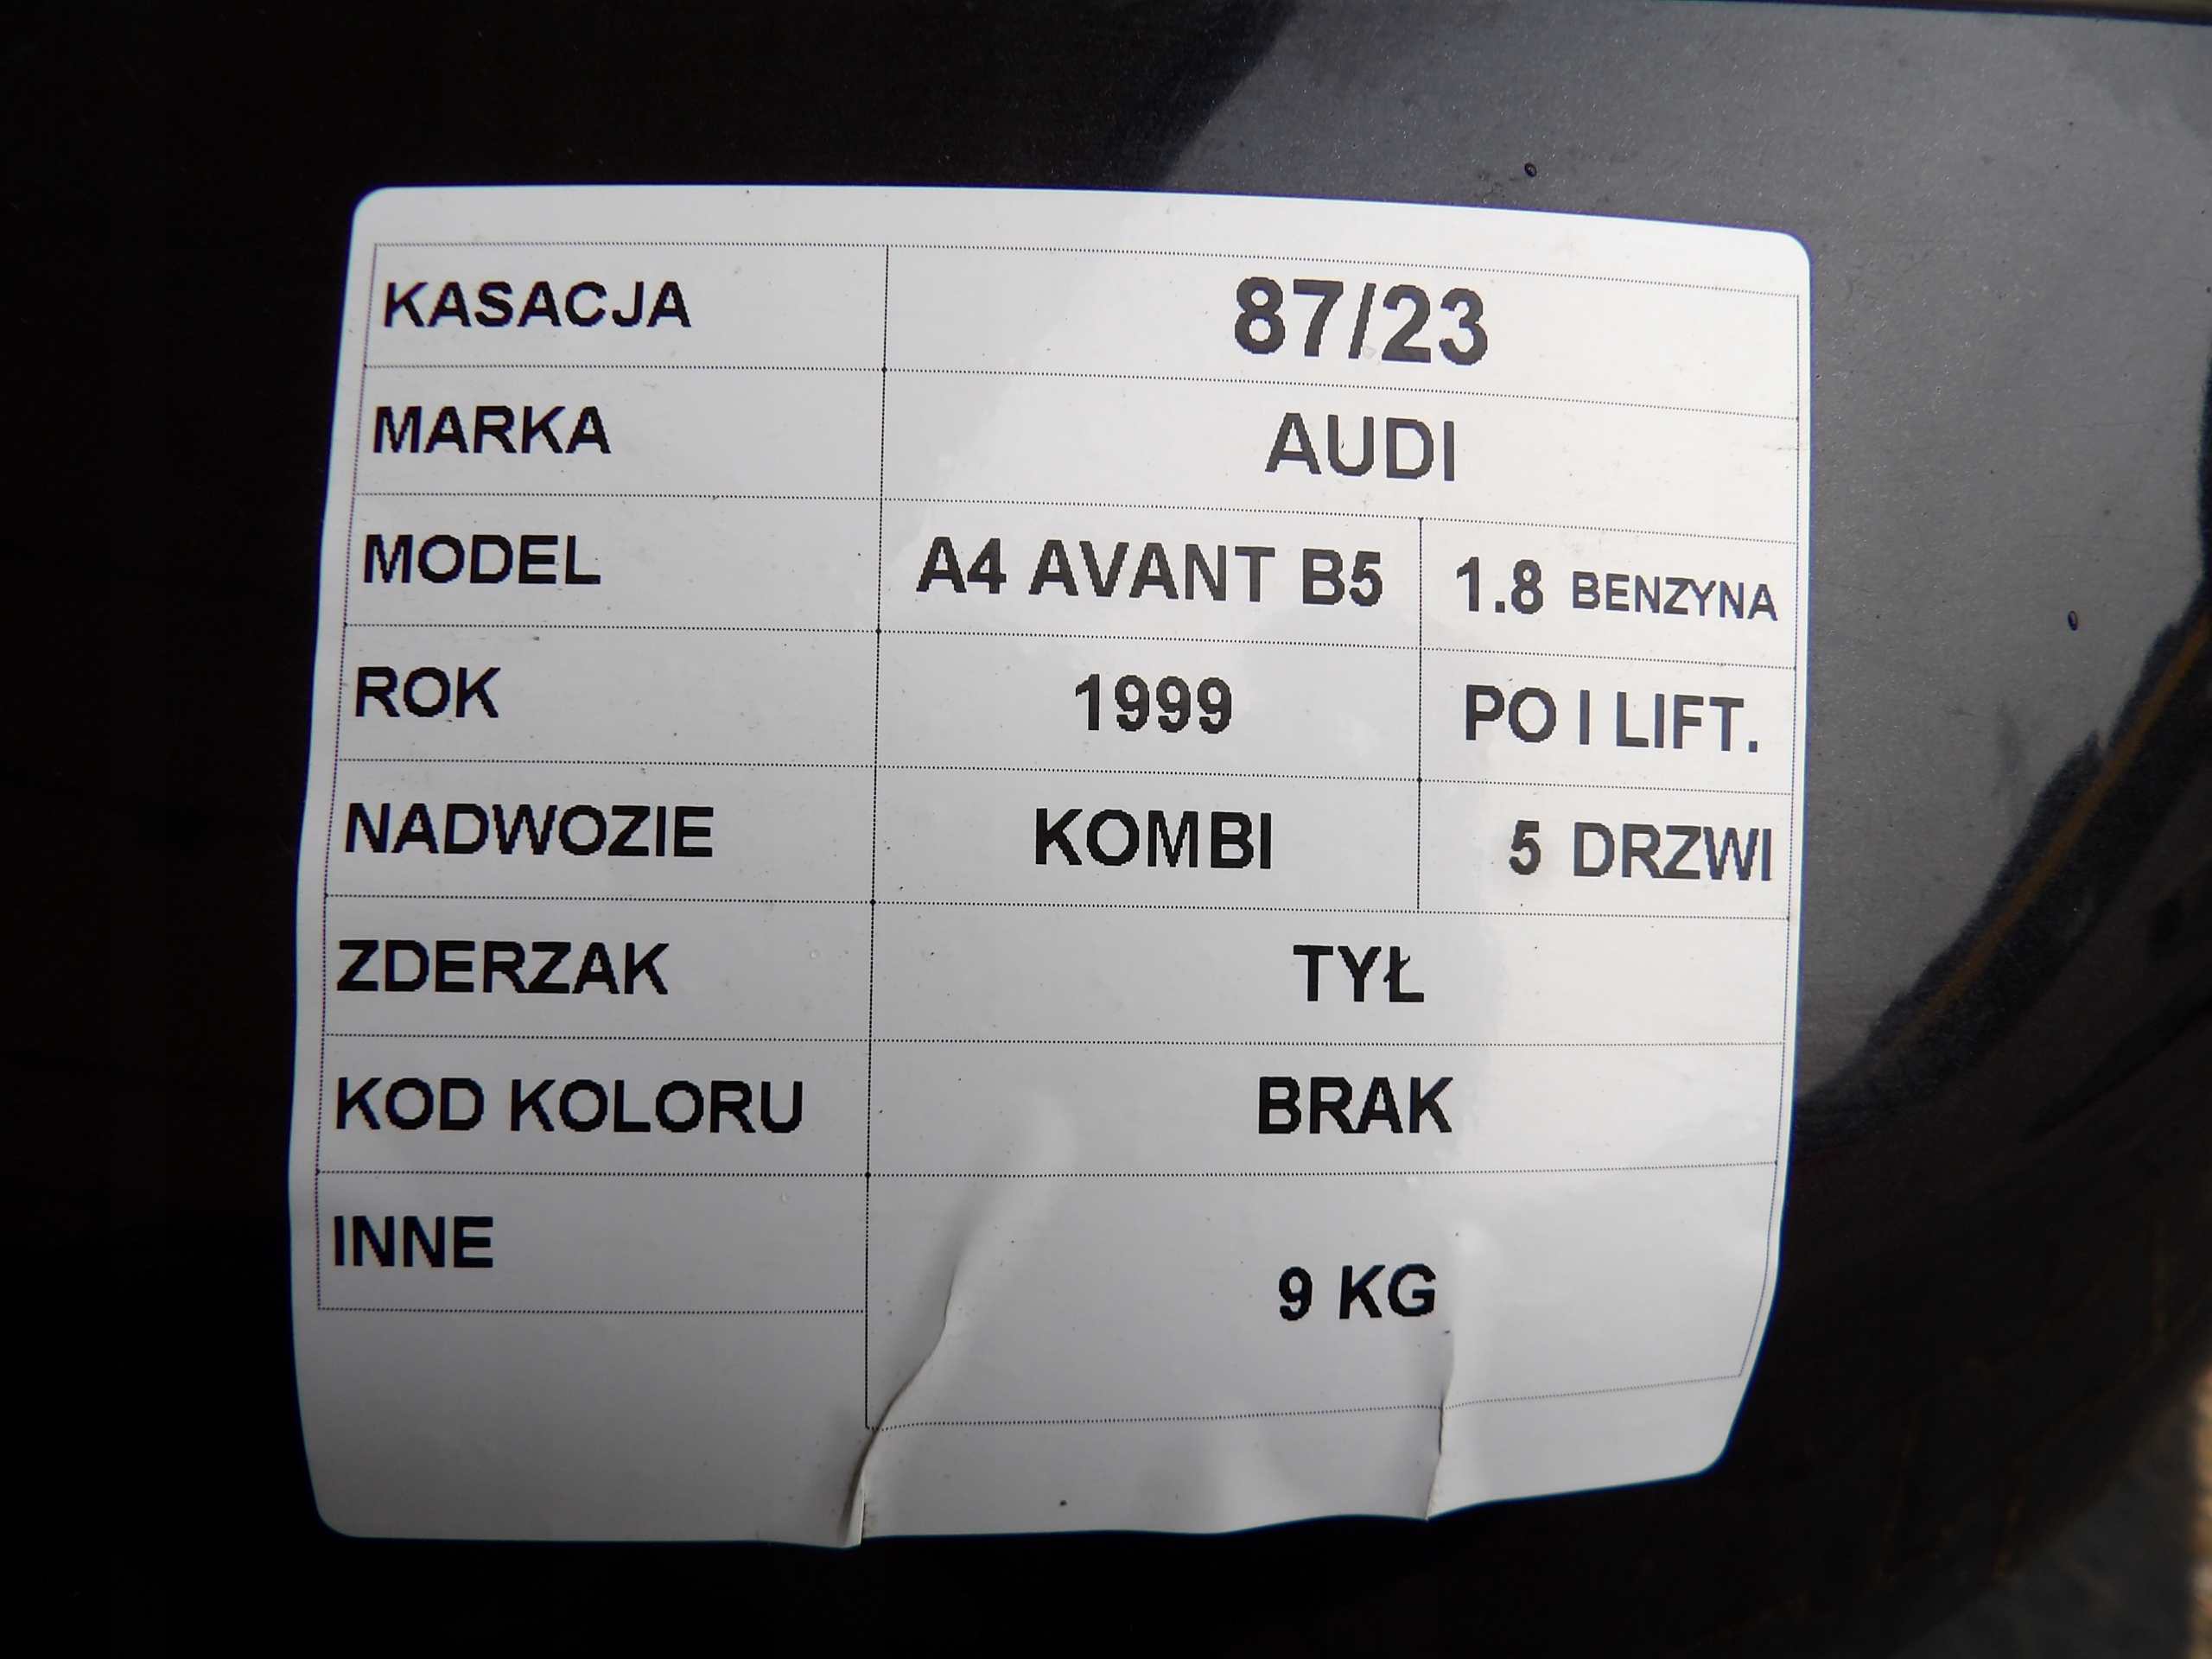 KASACJA 87/23
MARKA AUDI
MODEL A4 AVANT B5 1.8 BENZYNA
ROK 1999 PO I LIFT.
NADWOZIE KOMBI 5 DRZWI
ZDERZAK TYŁ
KOD KOLORU BRAK
INNE 9 KG